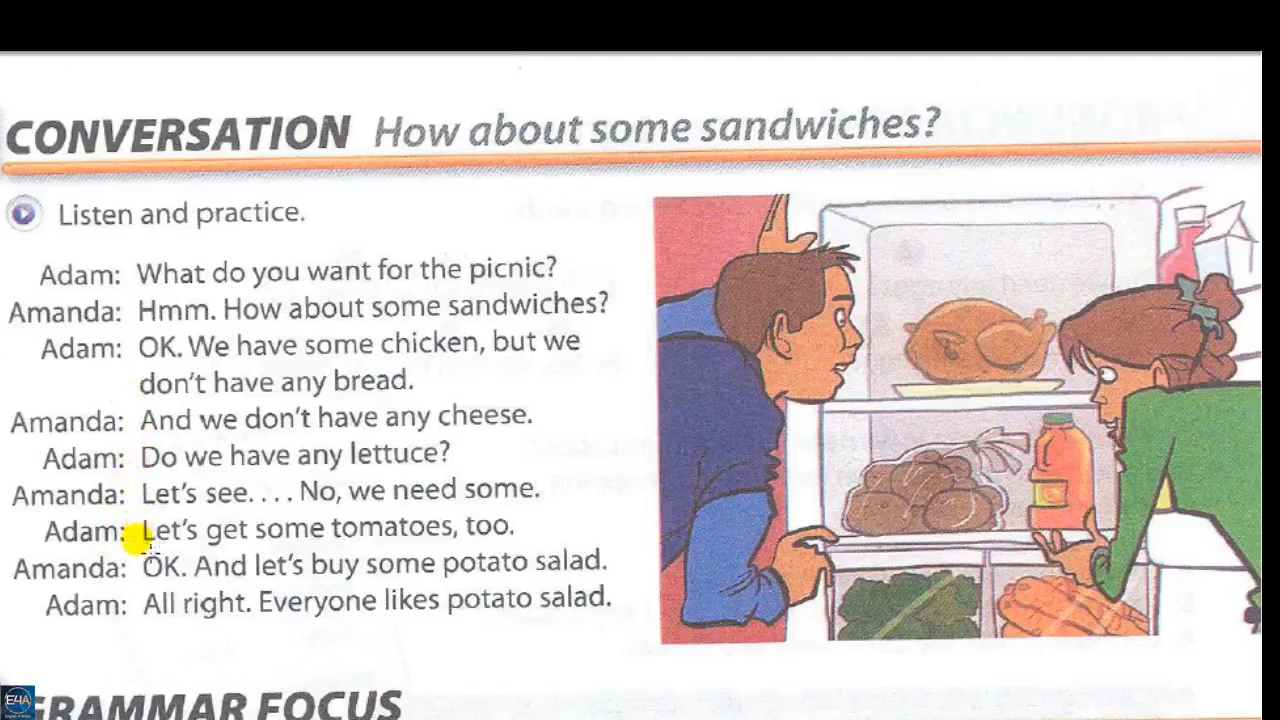 CONVERSATION How about some sandwiches?
Listen and practice.
Adam: What do you want for the picnic?
Amanda: Hmm. How about some sandwiches?
Adam: OK. We have some chicken, but we
don't have any bread.
Amanda: And we don't have any cheese.
Adam: Do we have any lettuce?
Amanda: Let's see. . . . No, we need some.
Adam: Let's get some tomatoes, too.
Amanda: OK. And let's buy some potato salad.
Adam: All right. Everyone likes potato salad.
GRAMMAR FOCUS
E4A